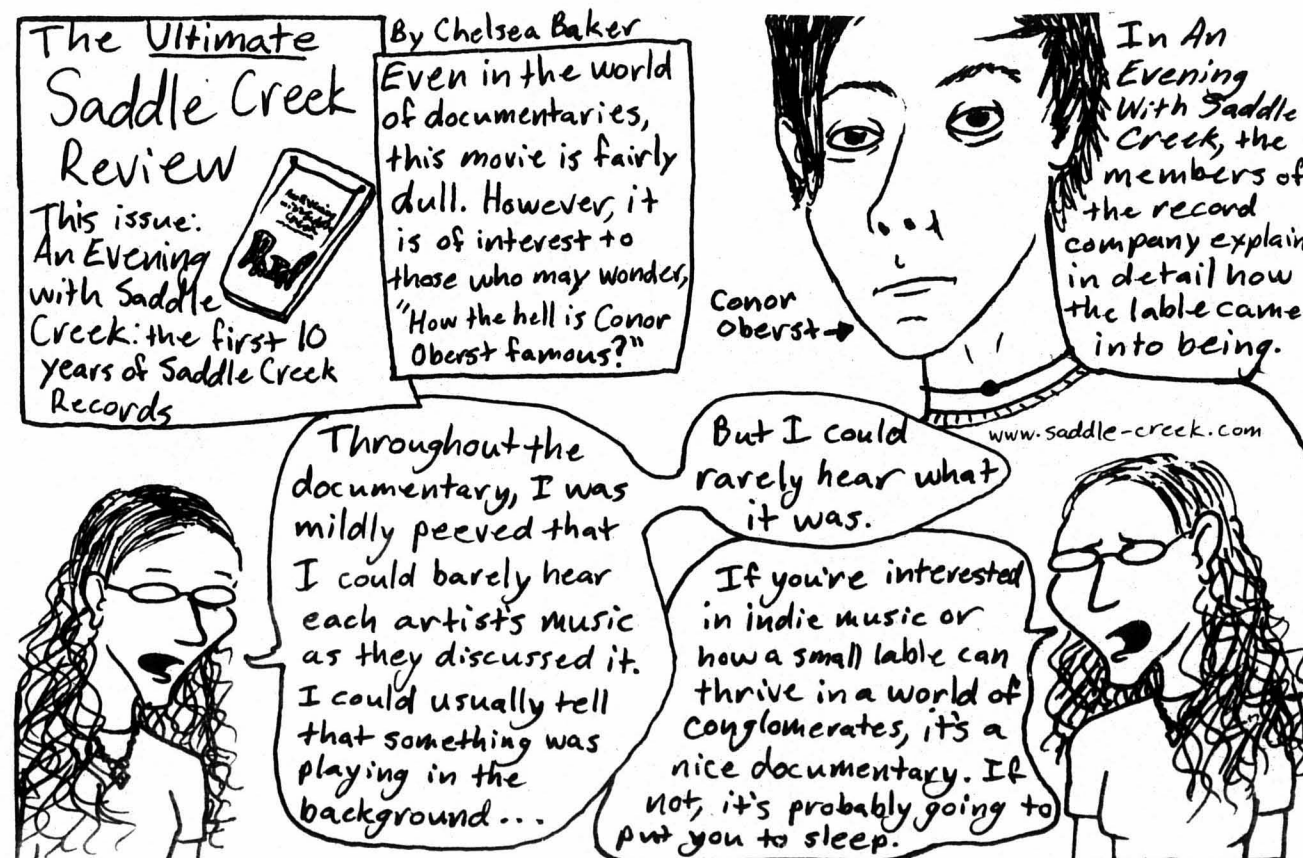 The Ultimate
Saddle Creek
Review
This issue:
An Evening
with Saddle
Creek: the first 10
years of Saddle Creek
Records
By Chelsea Baker
Even in the world
of documentaries,
this movie is fairly
dull. However, it
is of interest to
those who may wonder,
"How the hell is Conor
Oberst famous?"
Conor
Oberst
In An
Evening
With Saddle
Creek, the
members of
the record
company explain
in detail how
the lable came
into being.
www.saddle-creek.com
Throughout the
documentary, I was
mildly peeved that
I could barely hear
each artist's music
as they discussed it.
I could usually tell
that something was
playing in the
background...
But I could
rarely hear what
it was.
If you're interested
in indie music or
how a small lable can
thrive in a world of
conglomerates, it's a
nice documentary. If
not, it's probably going to
put you to sleep.